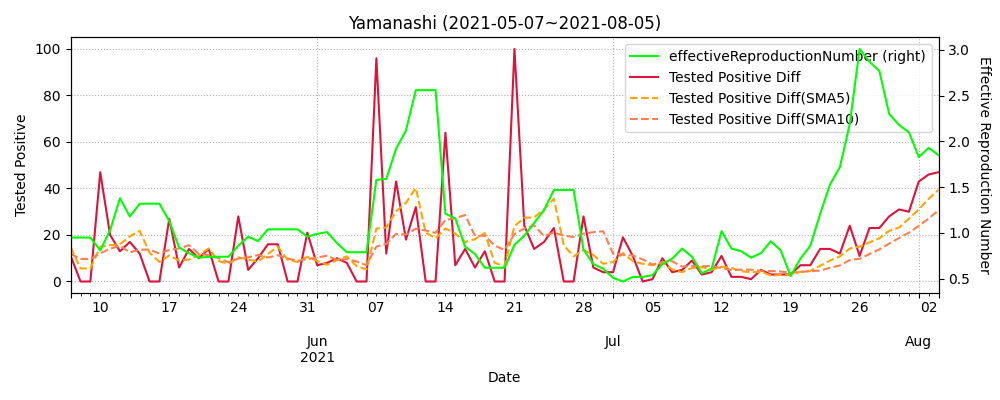 Yamanashi (2021-05-07~2021-08-05)
effectiveReproductionNumber (right)
Tested Positive Diff
Tested Positive Diff(SMA5)
Tested Positive Diff(SMA10)
Tested Positive
100
80
60
40
20
0
3.0
2.5
2.0
1.5
1.0
0.5
Effective Reproduction Number
10 17 24 31 07 14 21 28 05 12 19 26 02
Jun Jul Aug
2021
Date